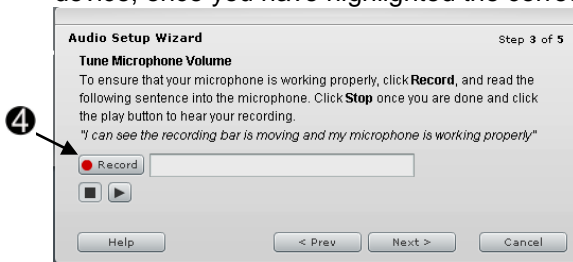 Audio Setup Wizard Step 3 of 5
Tune Microphone Volume
To ensure that your microphone is working properly, click Record, and read the
following sentence into the microphone. Click Stop once you are done and click
the play button to hear your recording.
"I can see the recording bar is moving and my microphone is working properly"
4
Record
Help < Prev Next > Cancel